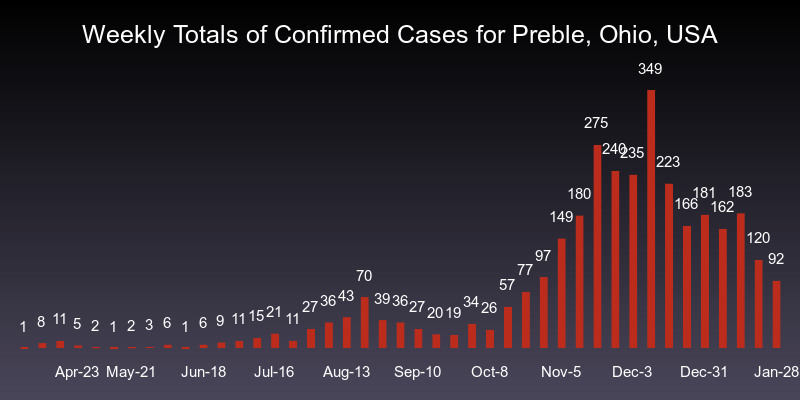 Weekly Totals of Confirmed Cases for Preble, Ohio, USA
349
275
240 235
223
180 181 183
166 162
149
120
97 92
77
70
57
43
39 36 34
27 36 27 26
1 8 11 5 2 1 2 3 6 1 6 9 11 15 21 11 20 19
Apr-23 May-21 Jun-18 Jul-16 Aug-13 Sep-10 Oct-8 Nov-5 Dec-3 Dec-31 Jan-28